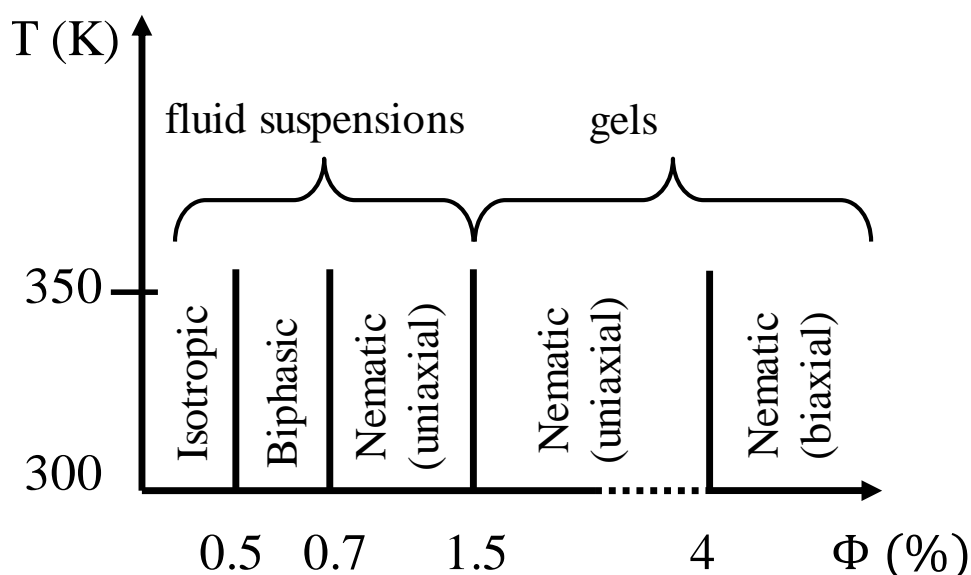 T (K)
fluid suspensions
gels
350
300
Isotropic
Biphasic
Nematic
(uniaxial)
Nematic
(uniaxial)
Nematic
(biaxial)
0.5
0.7
1.5
4
Φ (%)